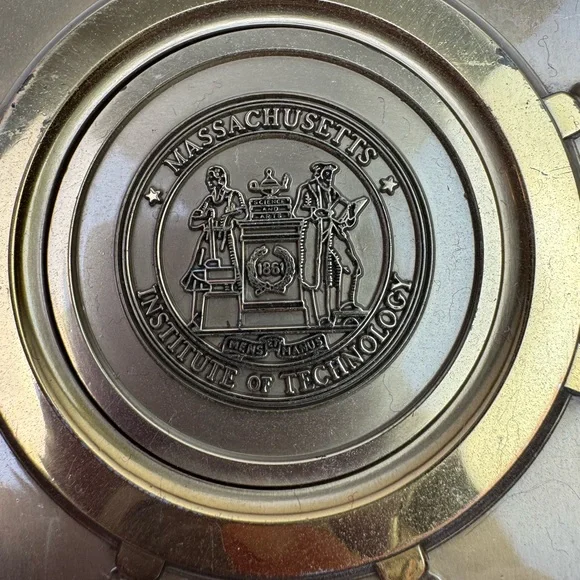 MASSACHUSETTS
SCIENCE
AND
ARTS
1861
MENS ET MANUS
INSTITUTE OF TECHNOLOGY